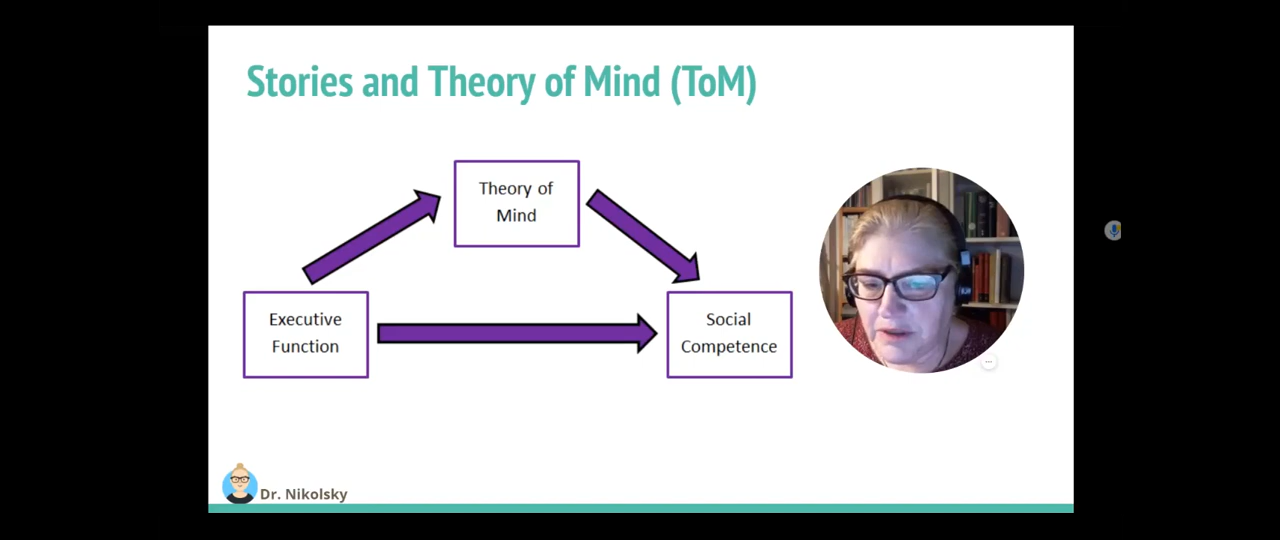 Stories and Theory of Mind (ToM)
Theory of
Mind
Executive
Function
Social
Competence
Dr. Nikolsky